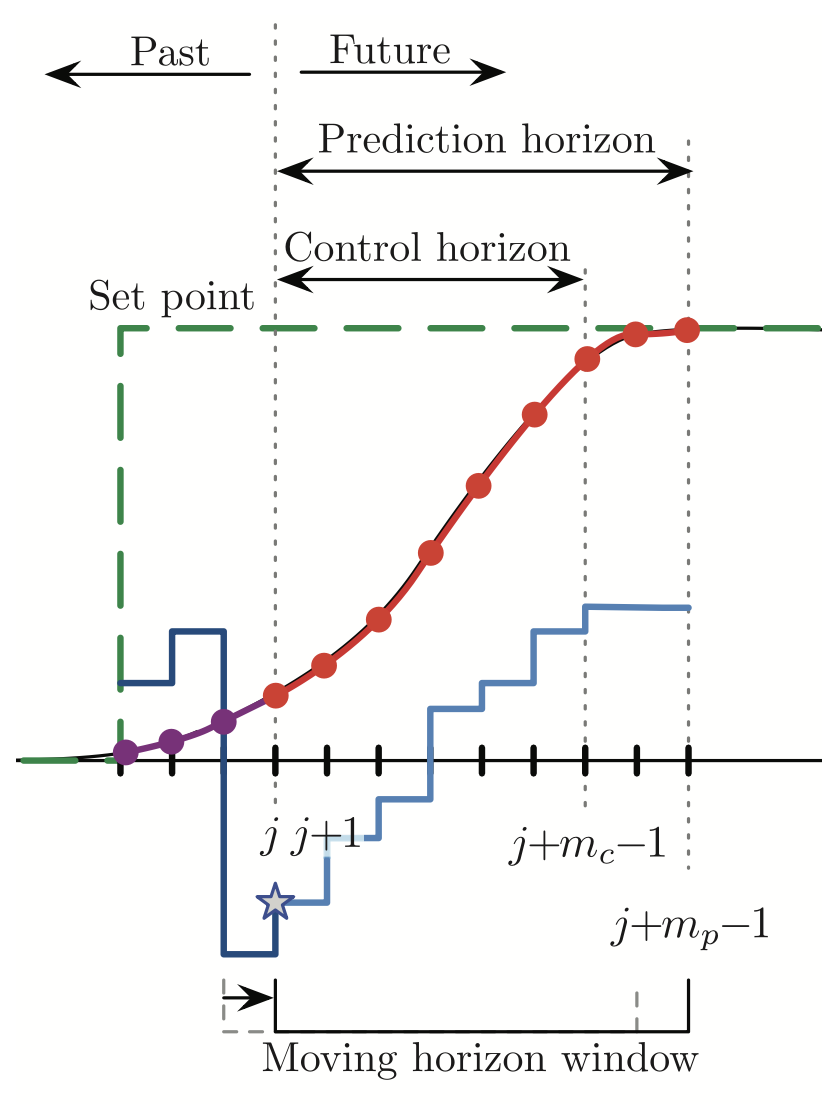 Past
Future
Prediction horizon
Control horizon
Set point
j j+1
j+m_c−1
j+m_p−1
Moving horizon window